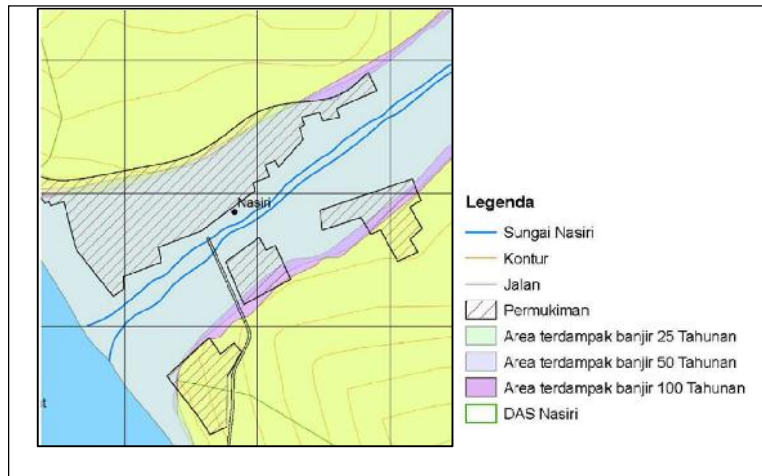 Nasiri
t
Legenda
Sungai Nasiri
Kontur
Jalan
Permukiman
Area terdampak banjir 25 Tahunan
Area terdampak banjir 50 Tahunan
Area terdampak banjir 100 Tahunan
DAS Nasiri